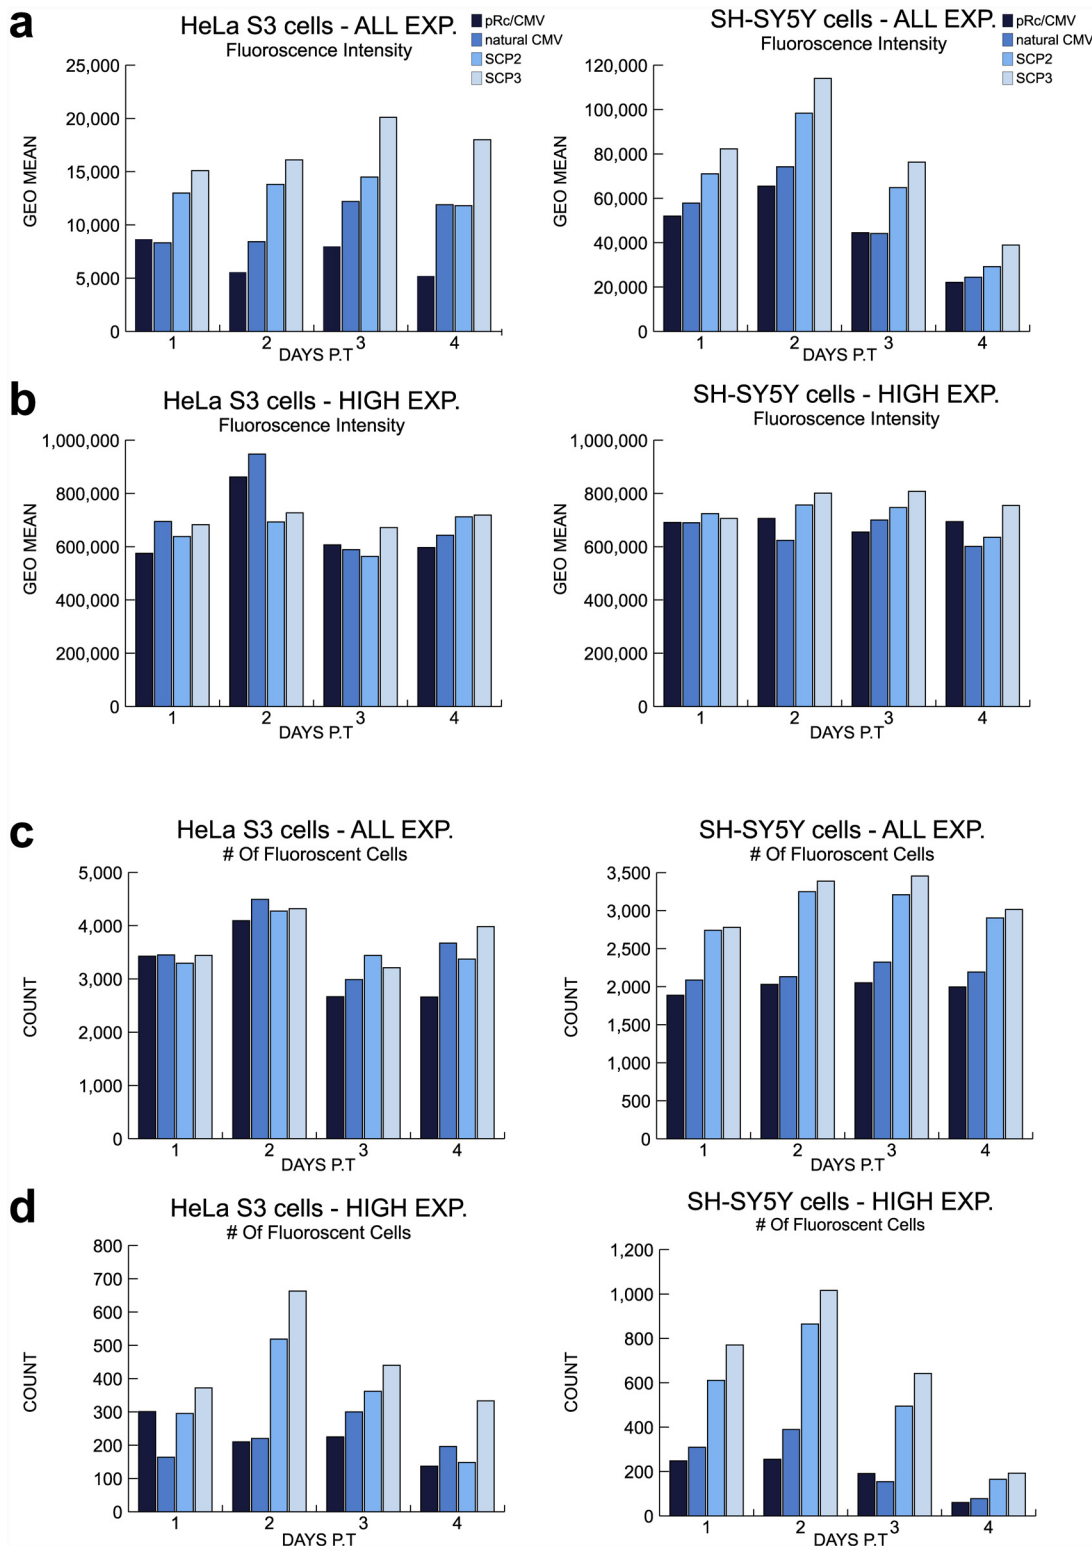 a
HeLa S3 cells - ALL EXP.
Fluoroscence Intensity
25,000
20,000
15,000
10,000
5,000
0
GEO MEAN
1 2 3 4
DAYS P.T
pRc/CMV
natural CMV
SCP2
SCP3
SH-SY5Y cells - ALL EXP.
Fluoroscence Intensity
120,000
100,000
80,000
60,000
40,000
20,000
0
GEO MEAN
1 2 3 4
DAYS P.T
pRc/CMV
natural CMV
SCP2
SCP3
b
HeLa S3 cells - HIGH EXP.
Fluoroscence Intensity
1,000,000
800,000
600,000
400,000
200,000
0
GEO MEAN
1 2 3 4
DAYS P.T
SH-SY5Y cells - HIGH EXP.
Fluoroscence Intensity
1,000,000
800,000
600,000
400,000
200,000
0
GEO MEAN
1 2 3 4
DAYS P.T
c
HeLa S3 cells - ALL EXP.
# Of Fluoroscent Cells
5,000
4,000
3,000
2,000
1,000
0
COUNT
1 2 3 4
DAYS P.T
SH-SY5Y cells - ALL EXP.
# Of Fluoroscent Cells
3,500
3,000
2,500
2,000
1,500
1,000
500
0
COUNT
1 2 3 4
DAYS P.T
d
HeLa S3 cells - HIGH EXP.
# Of Fluoroscent Cells
800
700
600
500
400
300
200
100
0
COUNT
1 2 3 4
DAYS P.T
SH-SY5Y cells - HIGH EXP.
# Of Fluoroscent Cells
1,200
1,000
800
600
400
200
0
COUNT
1 2 3 4
DAYS P.T